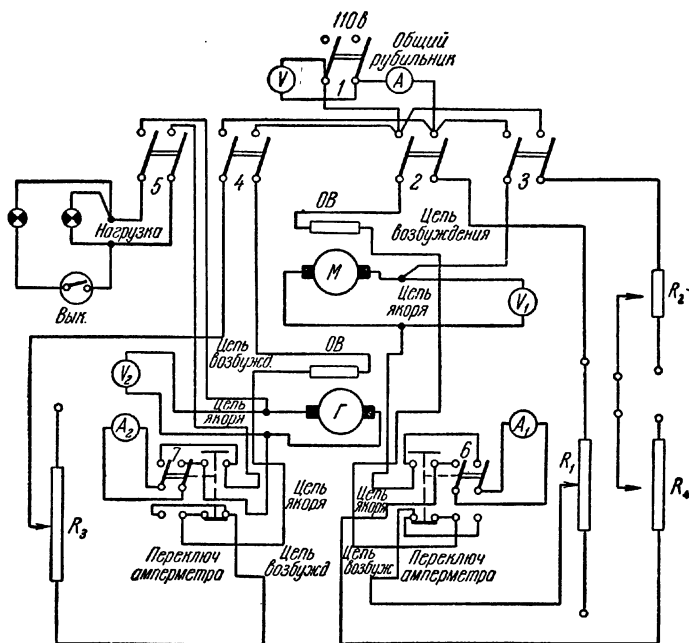 110в
Общий
рубильник
V
A
1
5
4
2
3
ОВ
Цепь
возбуждения
Нагрузка
М
V₁
R₂
Цепь
якоря
Вык.
Цепь
возбужд.
ОВ
V₂
Г
Цепь
якоря
A₂
7
6
A₁
R₁
R₃
R₄
Цепь
якоря
Цепь
якоря
Переключ
амперметра
Цепь
возбужд
Цепь
возбуж
Переключ
амперметра